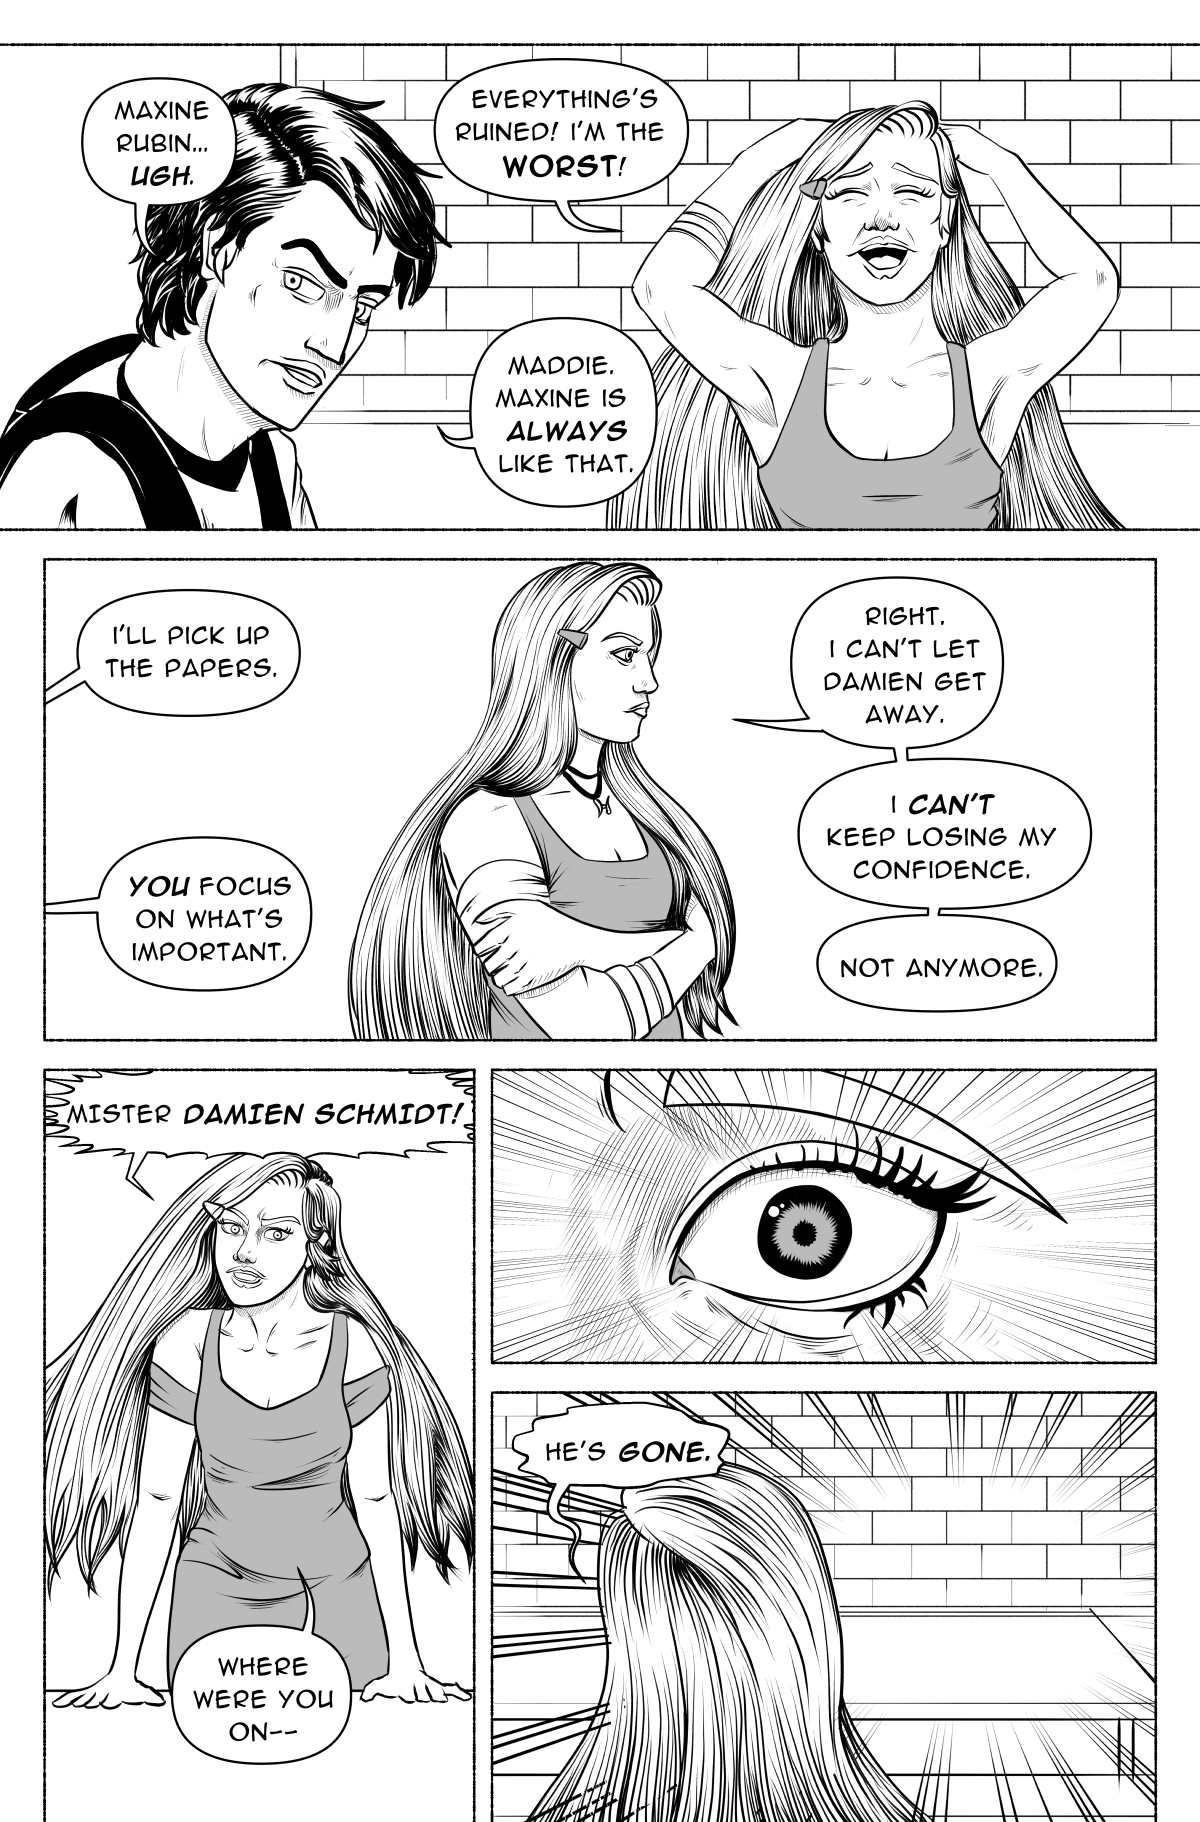 MAXINE
RUBIN...
UGH.
EVERYTHING'S
RUINED! I'M THE
WORST!
MADDIE.
MAXINE IS
ALWAYS
LIKE THAT.
I'LL PICK UP
THE PAPERS.
YOU FOCUS
ON WHAT'S
IMPORTANT.
RIGHT.
I CAN'T LET
DAMIEN GET
AWAY.
I CAN'T
KEEP LOSING MY
CONFIDENCE.
NOT ANYMORE.
MISTER DAMIEN SCHMIDT!
WHERE
WERE YOU
ON--
HE'S GONE.